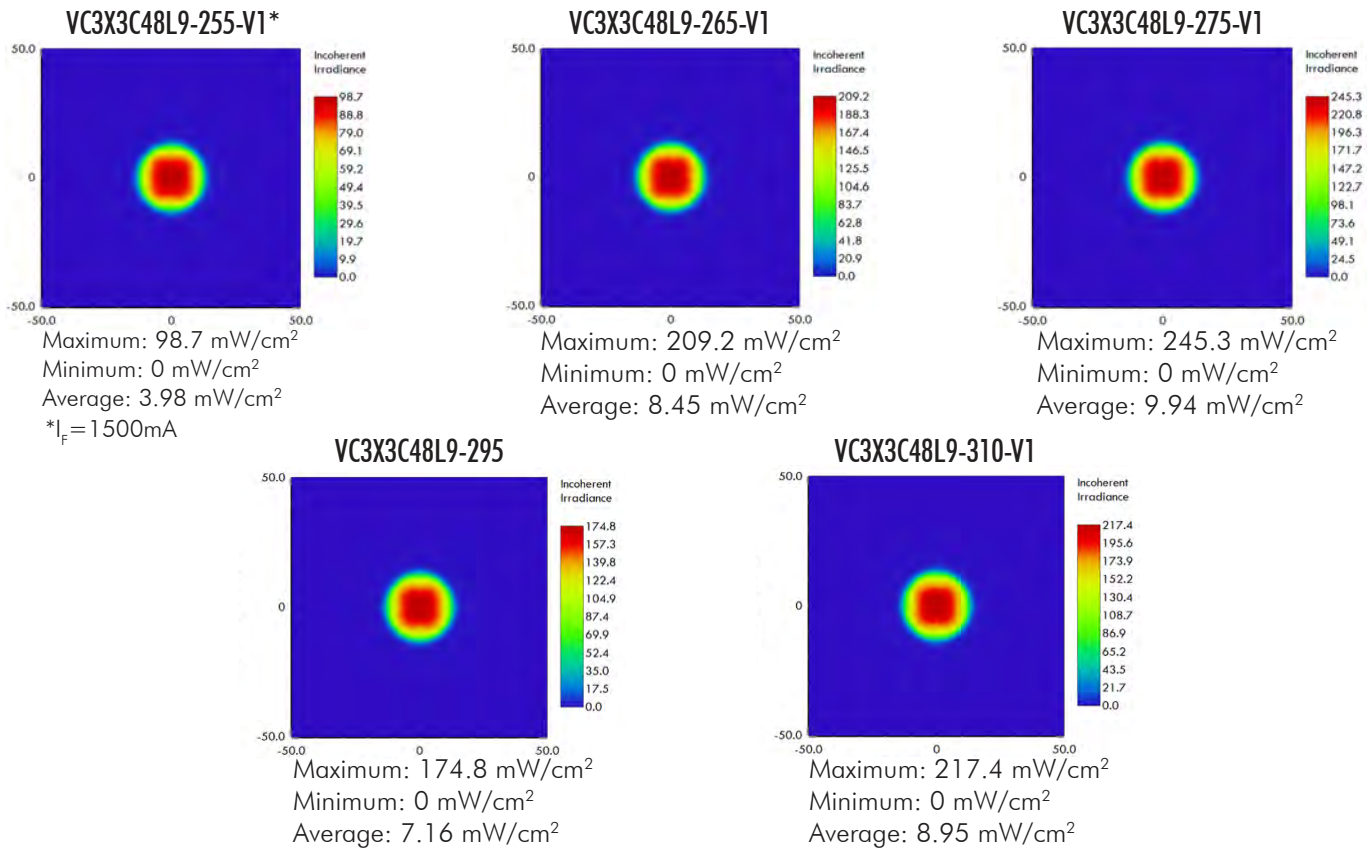 VC3X3C48L9-255-V1*
50.0
0
-50.0
-50.0 0 50.0
Incoherent
Irradiance
98.7
88.8
79.0
69.1
59.2
49.4
39.5
29.6
19.7
9.9
0.0
Maximum: 98.7 mW/cm²
Minimum: 0 mW/cm²
Average: 3.98 mW/cm²
*I_F=1500mA
VC3X3C48L9-265-V1
50.0
0
-50.0
-50.0 0 50.0
Incoherent
Irradiance
209.2
188.3
167.4
146.5
125.5
104.6
83.7
62.8
41.8
20.9
0.0
Maximum: 209.2 mW/cm²
Minimum: 0 mW/cm²
Average: 8.45 mW/cm²
VC3X3C48L9-275-V1
50.0
0
-50.0
-50.0 0 50.0
Incoherent
Irradiance
245.3
220.8
196.3
171.7
147.2
122.7
98.1
73.6
49.1
24.5
0.0
Maximum: 245.3 mW/cm²
Minimum: 0 mW/cm²
Average: 9.94 mW/cm²
VC3X3C48L9-295
50.0
0
-50.0
-50.0 0 50.0
Incoherent
Irradiance
174.8
157.3
139.8
122.4
104.9
87.4
69.9
52.4
35.0
17.5
0.0
Maximum: 174.8 mW/cm²
Minimum: 0 mW/cm²
Average: 7.16 mW/cm²
VC3X3C48L9-310-V1
50.0
0
-50.0
-50.0 0 50.0
Incoherent
Irradiance
217.4
195.6
173.9
152.2
130.4
108.7
86.9
65.2
43.5
21.7
0.0
Maximum: 217.4 mW/cm²
Minimum: 0 mW/cm²
Average: 8.95 mW/cm²